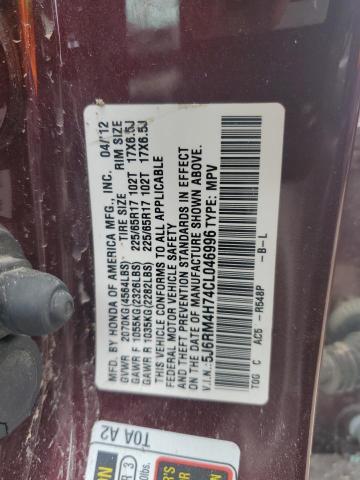 MFD. BY HONDA OF AMERICA MFG., INC. 04/'12
TIRE SIZE RIM SIZE
GVWR 2070KG(4564LBS)
GAWR F 1055KG(2326LBS) 225/65R17 102T 17X6.5J
GAWR R 1035KG(2282LBS) 225/65R17 102T 17X6.5J
THIS VEHICLE CONFORMS TO ALL APPLICABLE
FEDERAL MOTOR VEHICLE SAFETY
AND THEFT PREVENTION STANDARDS IN EFFECT
ON THE DATE OF MANUFACTURE SHOWN ABOVE.
V.I.N.: 5J6RM4H74CL046996 TYPE: MPV
TOG C AC5 - R548P -B-L
T0A A2